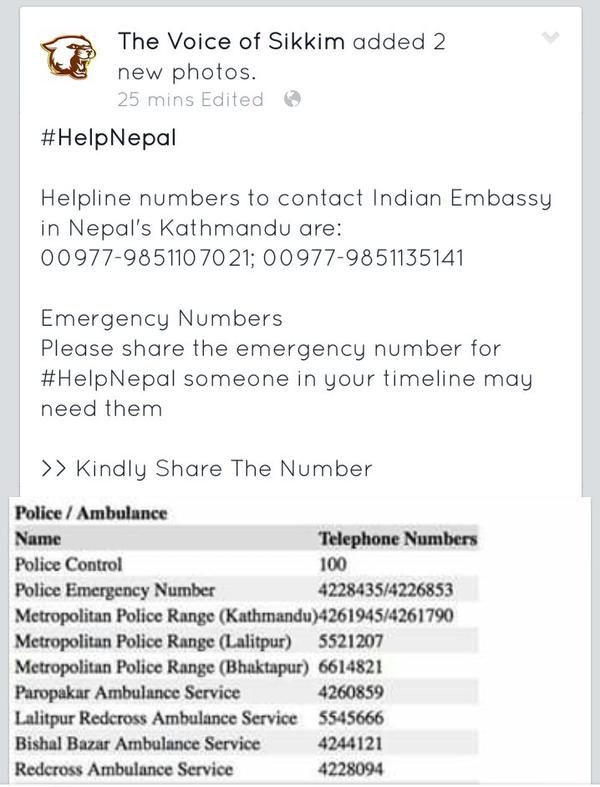 The Voice of Sikkim added 2
new photos.
25 mins Edited
#HelpNepal
Helpline numbers to contact Indian Embassy
in Nepal's Kathmandu are:
00977-9851107021; 00977-9851135141
Emergency Numbers
Please share the emergency number for
#HelpNepal someone in your timeline may
need them
>> Kindly Share The Number
Police / Ambulance
Name Telephone Numbers
Police Control 100
Police Emergency Number 4228435/4226853
Metropolitan Police Range (Kathmandu)4261945/4261790
Metropolitan Police Range (Lalitpur) 5521207
Metropolitan Police Range (Bhaktapur) 6614821
Paropakar Ambulance Service 4260859
Lalitpur Redcross Ambulance Service 5545666
Bishal Bazar Ambulance Service 4244121
Redcross Ambulance Service 4228094